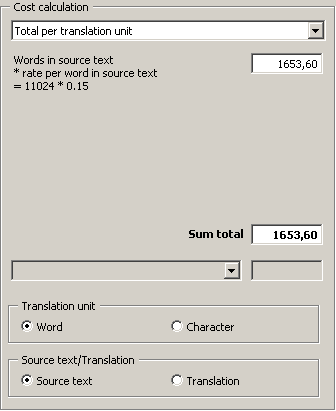 Cost calculation
Total per translation unit
Words in source text
* rate per word in source text
= 11024 * 0.15
1653,60
Sum total 1653,60
Translation unit
Word Character
Source text/Translation
Source text Translation